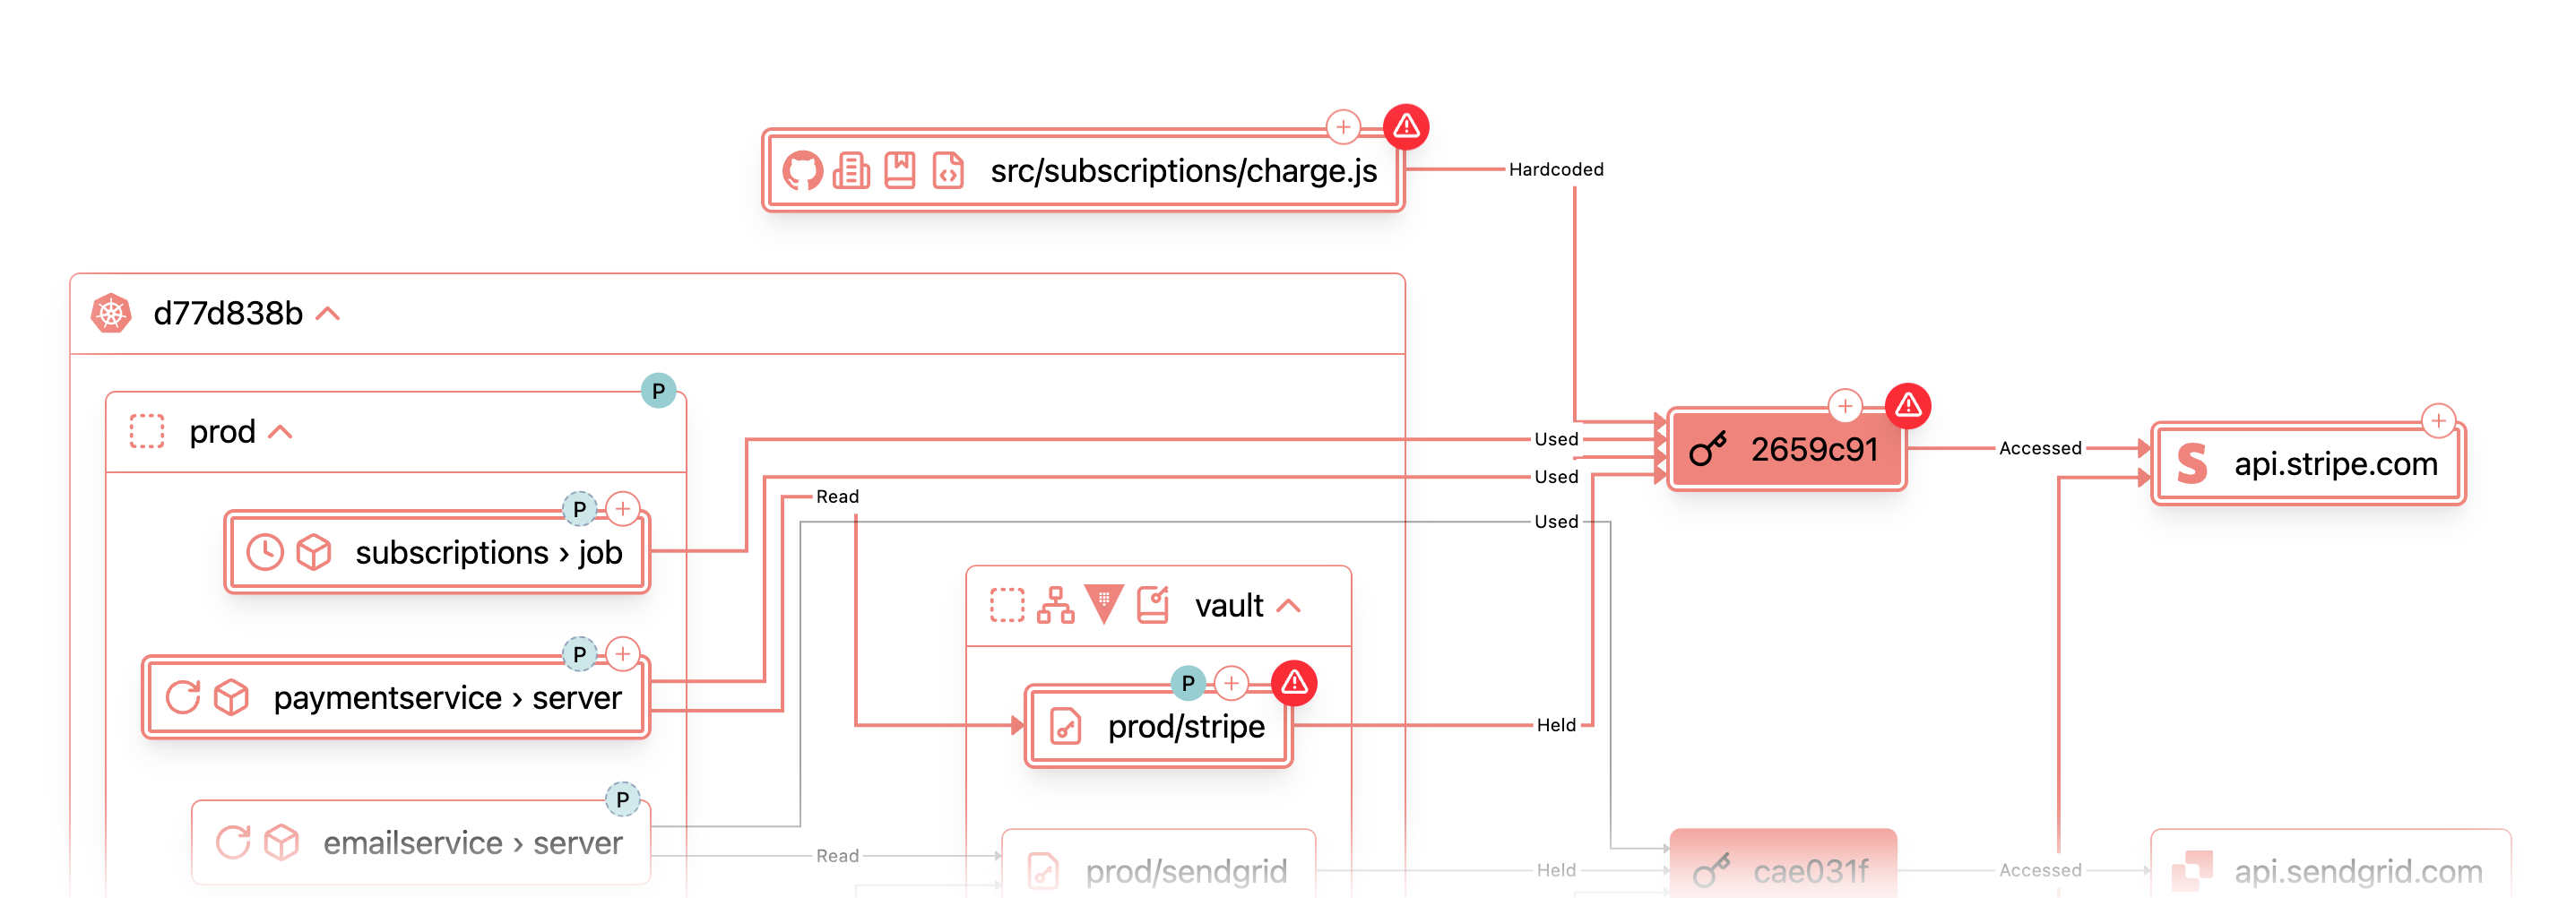 src/subscriptions/charge.js
Hardcoded
d77d838b
P
prod
2659c91
Used
Accessed
api.stripe.com
Used
Read
P
subscriptions › job
Used
vault
P
paymentservice › server
P
prod/stripe
Held
P
emailservice › server
Read
prod/sendgrid
Held
cae031f
Accessed
api.sendgrid.com